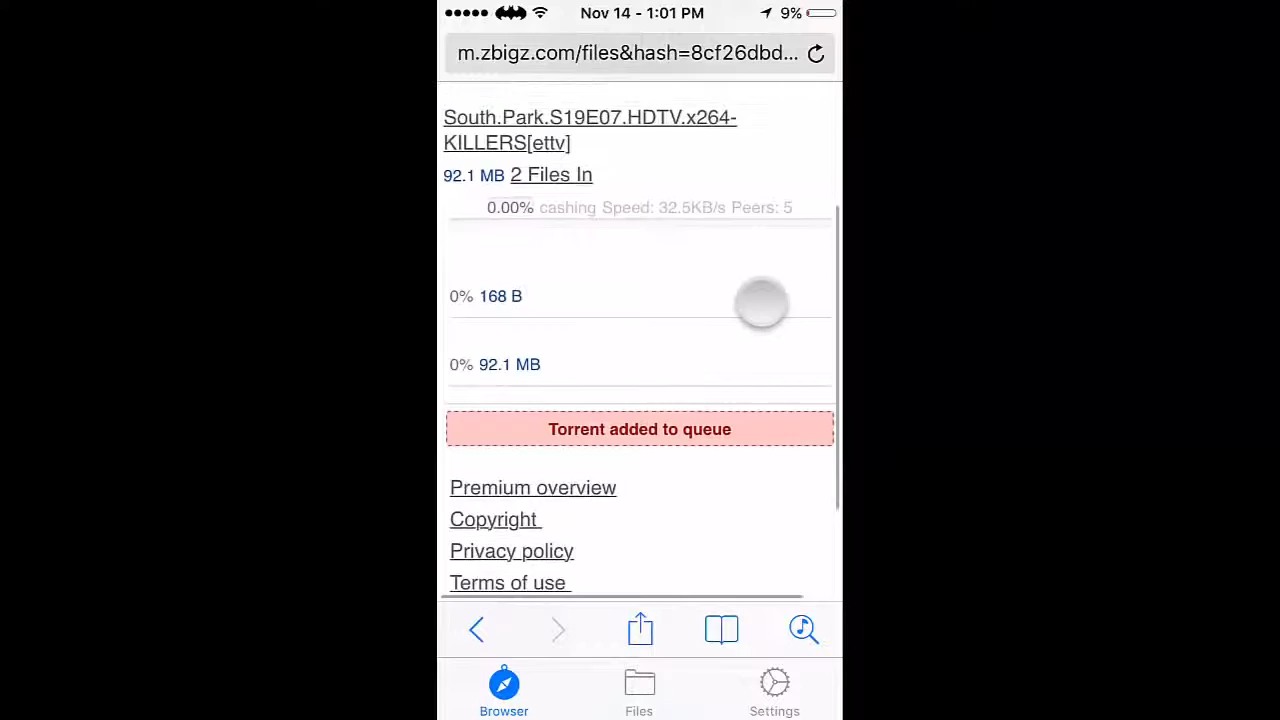 Nov 14 - 1:01 PM
9%
m.zbigz.com/files&hash=8cf26dbd...
South.Park.S19E07.HDTV.x264-
KILLERS[ettv]
92.1 MB 2 Files In
0.00% cashing Speed: 32.5KB/s Peers: 5
0% 168 B
0% 92.1 MB
Torrent added to queue
Premium overview
Copyright
Privacy policy
Terms of use
Browser
Files
Settings